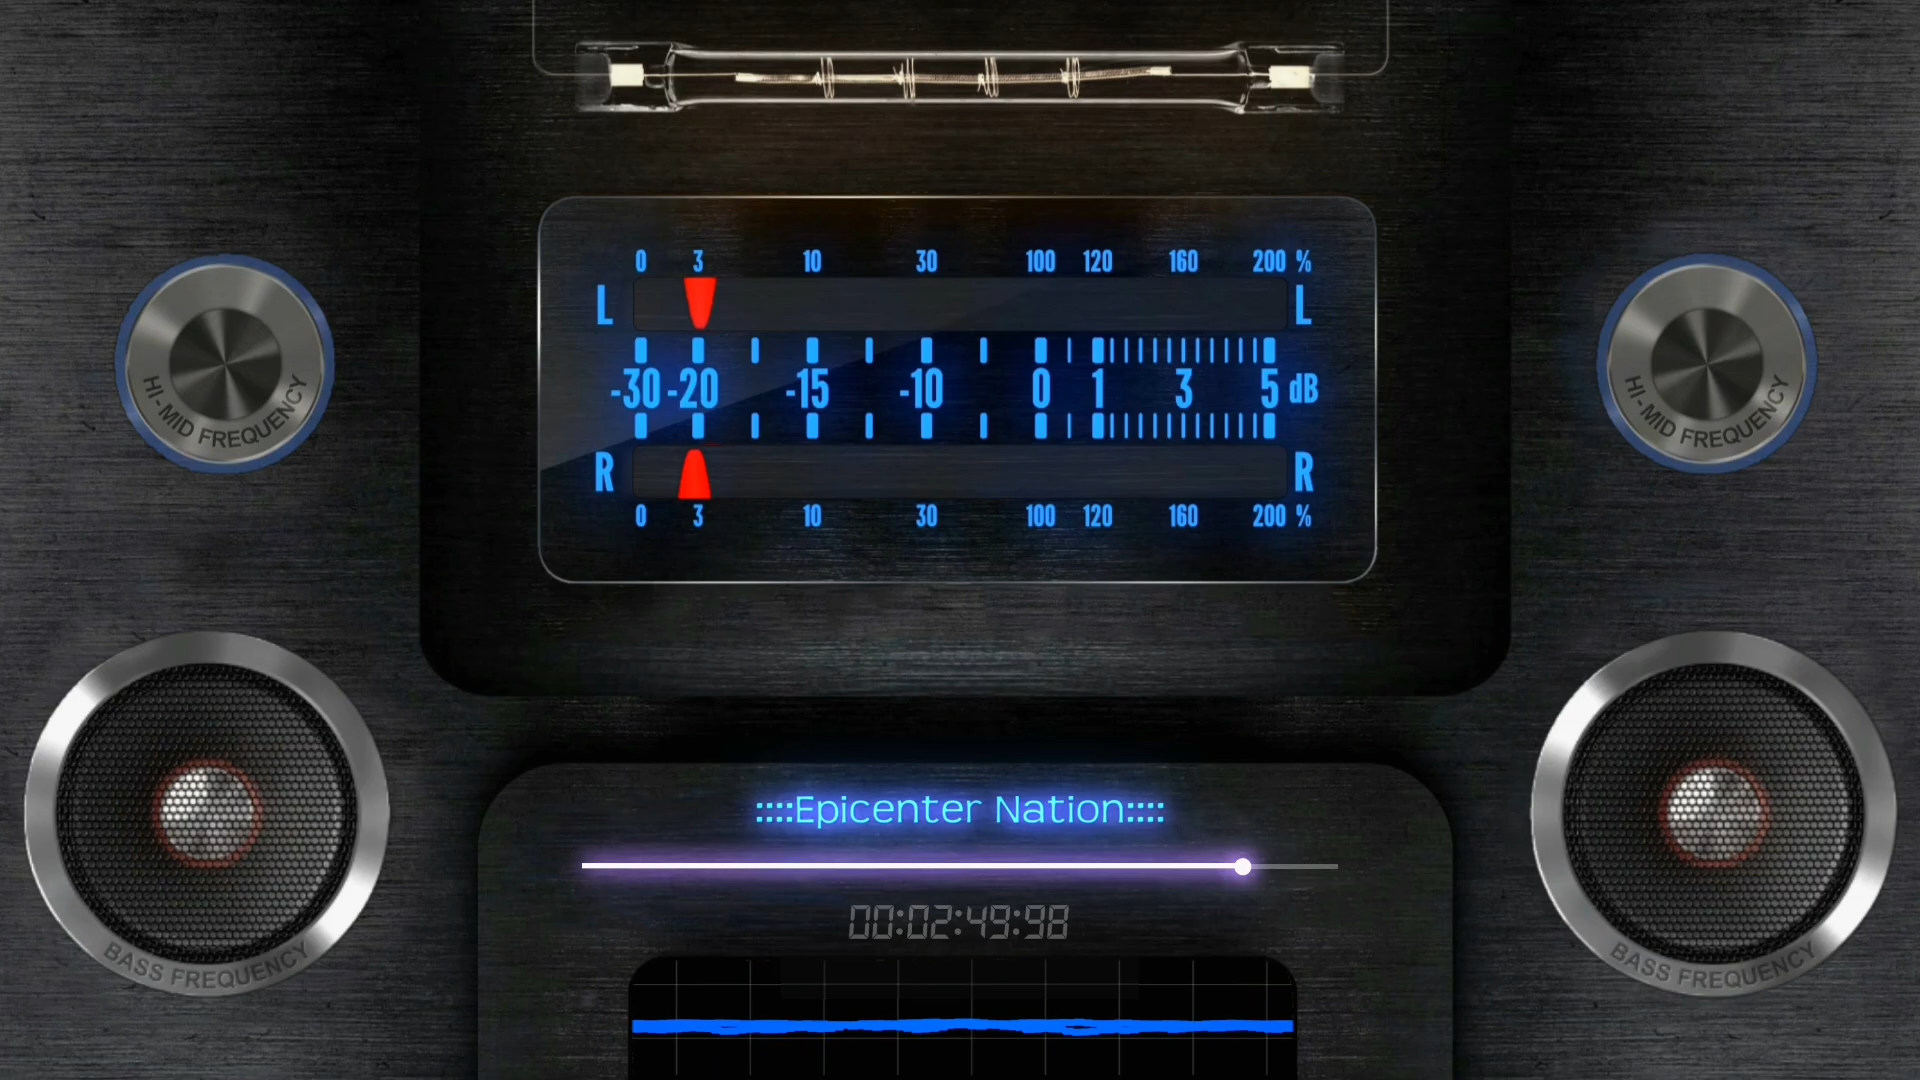 0 3 10 30 100 120 160 200 %
L L
-30 -20 -15 -10 0 1 3 5 dB
R R
0 3 10 30 100 120 160 200 %
HI-MID FREQUENCY
HI-MID FREQUENCY
::::Epicenter Nation::::
00:02:49:98
BASS FREQUENCY
BASS FREQUENCY